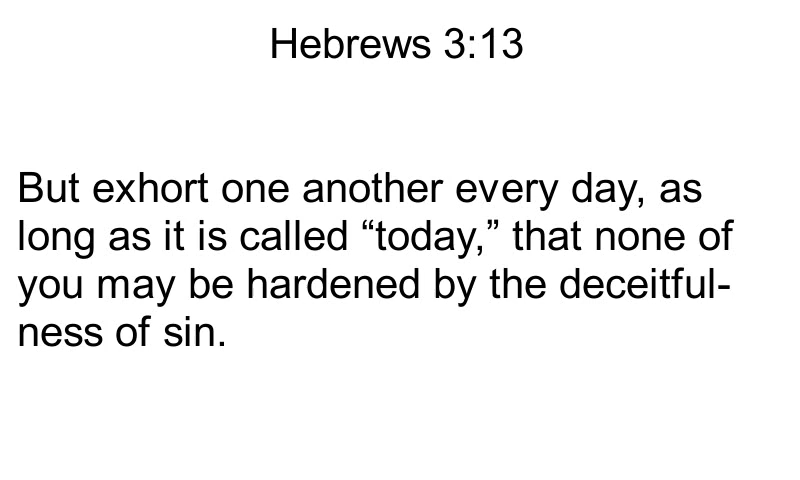 Hebrews 3:13
But exhort one another every day, as
long as it is called “today,” that none of
you may be hardened by the deceitful-
ness of sin.